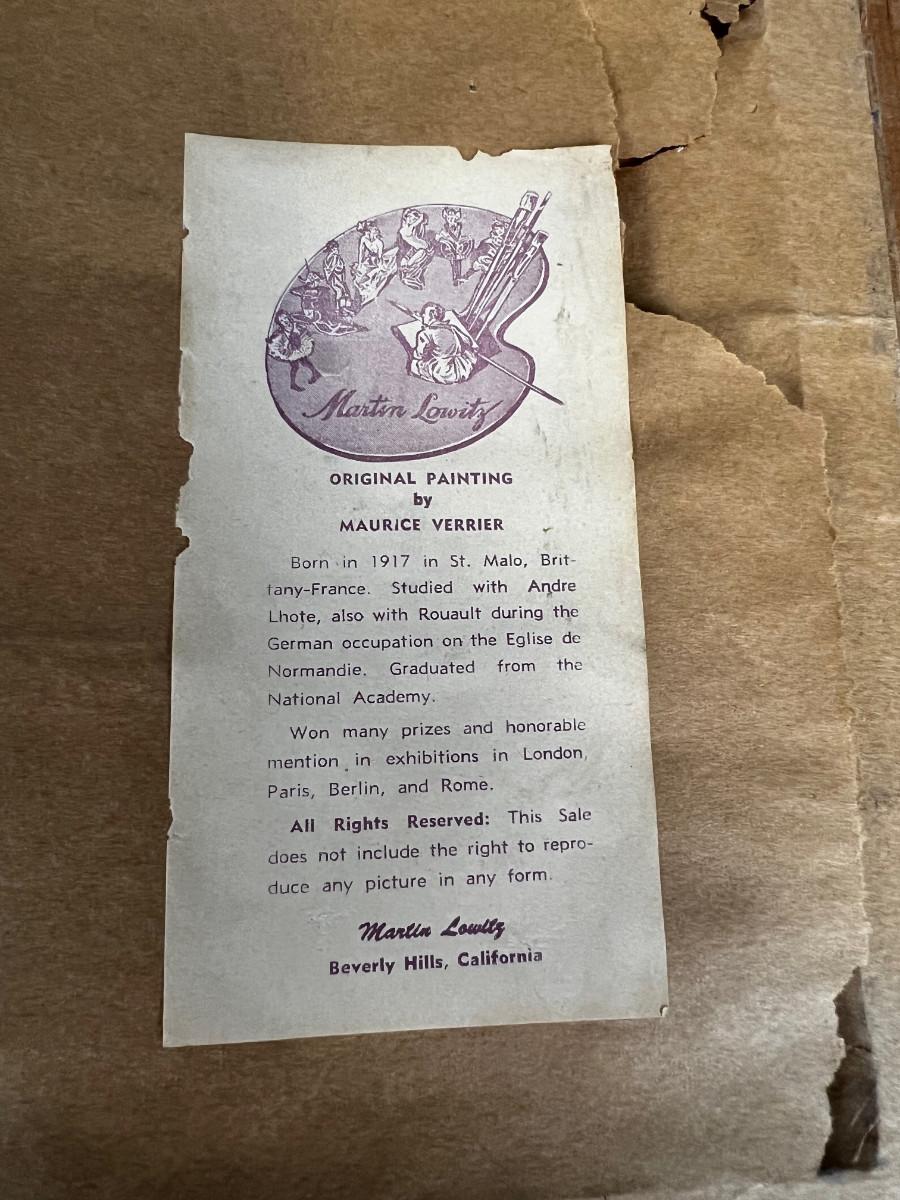 Martin Lowitz
ORIGINAL PAINTING
by
MAURICE VERRIER
Born in 1917 in St. Malo, Brit-
tany-France. Studied with Andre
Lhote, also with Rouault during the
German occupation on the Eglise de
Normandie. Graduated from the
National Academy.
Won many prizes and honorable
mention in exhibitions in London,
Paris, Berlin, and Rome.
All Rights Reserved: This Sale
does not include the right to repro-
duce any picture in any form.
Martin Lowitz
Beverly Hills, California